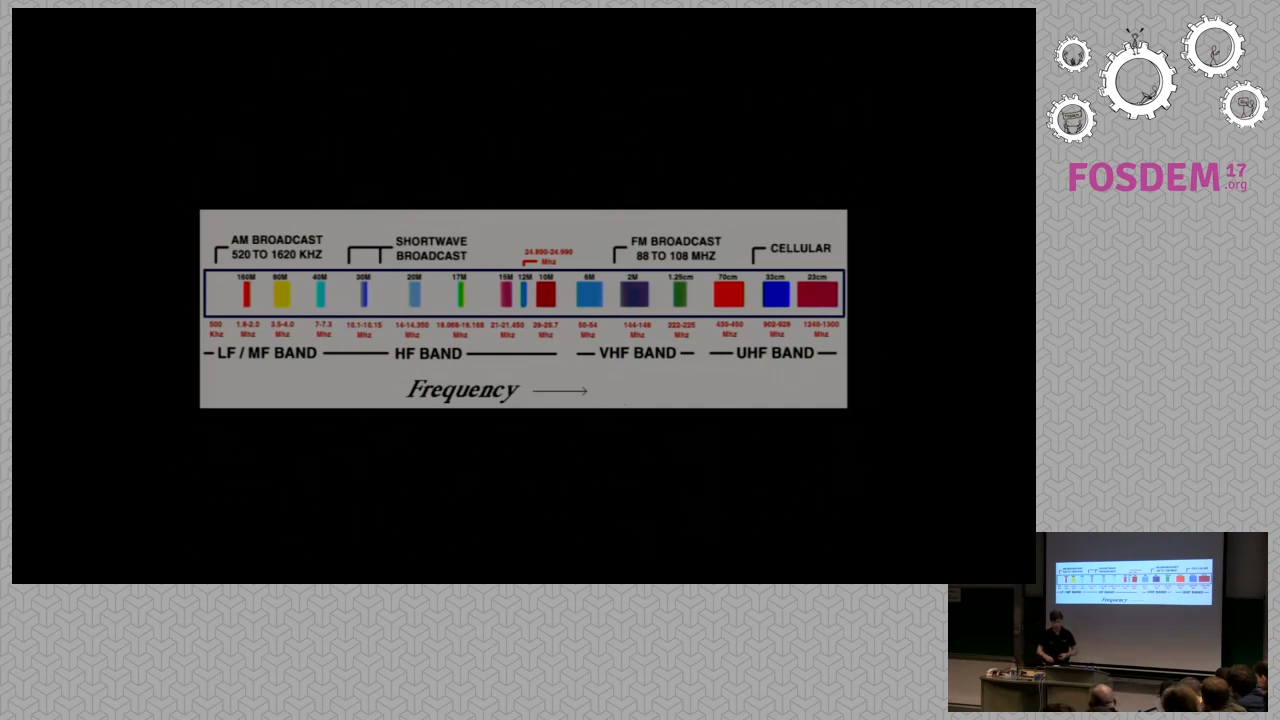 AM BROADCAST
520 TO 1620 KHZ
SHORTWAVE
BROADCAST
24.890-24.990
Mhz
FM BROADCAST
88 TO 108 MHZ
CELLULAR
160M 80M 40M 30M 20M 17M 15M 12M 10M 6M 2M 1.25cm 70cm 33cm 23cm
500 1.8-2.0 3.5-4.0 7-7.3 10.1-10.15 14-14.350 18.068-18.168 21-21.450 28-29.7 50-54 144-148 222-225 430-450 902-928 1240-1300
Khz Mhz Mhz Mhz Mhz Mhz Mhz Mhz Mhz Mhz Mhz Mhz Mhz Mhz Mhz
LF / MF BAND HF BAND VHF BAND UHF BAND
Frequency
FOSDEM 17
.org